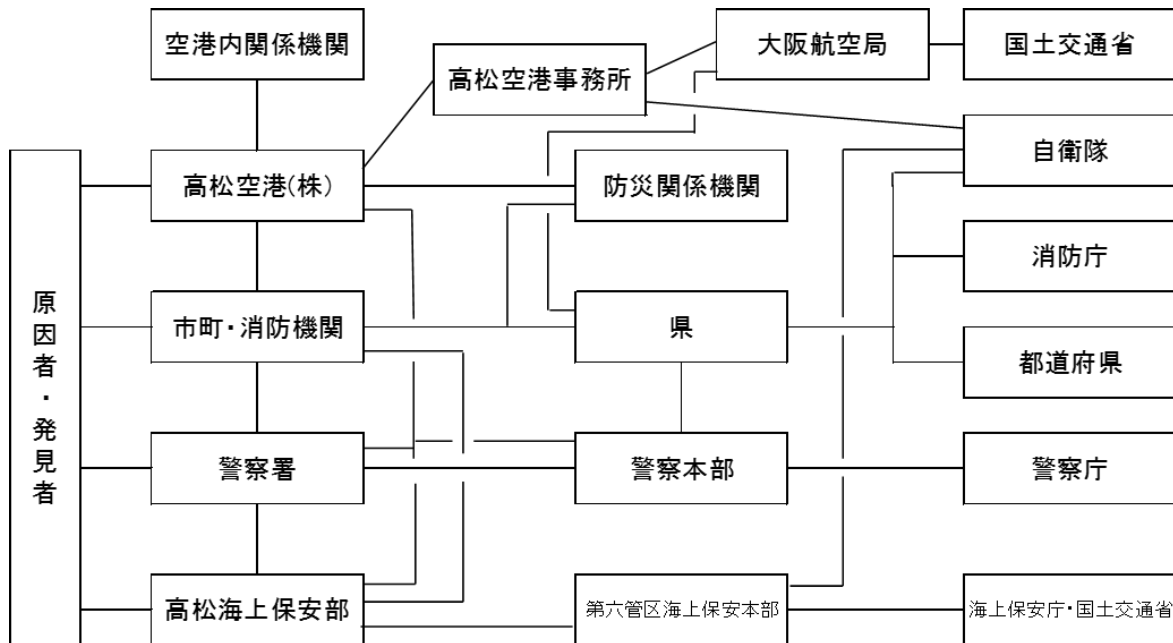 空港内関係機関
高松空港事務所
大阪航空局
国土交通省
自衛隊
高松空港(株)
防災関係機関
消防庁
原因者・発見者
市町・消防機関
県
都道府県
警察署
警察本部
警察庁
高松海上保安部
第六管区海上保安本部
海上保安庁・国土交通省